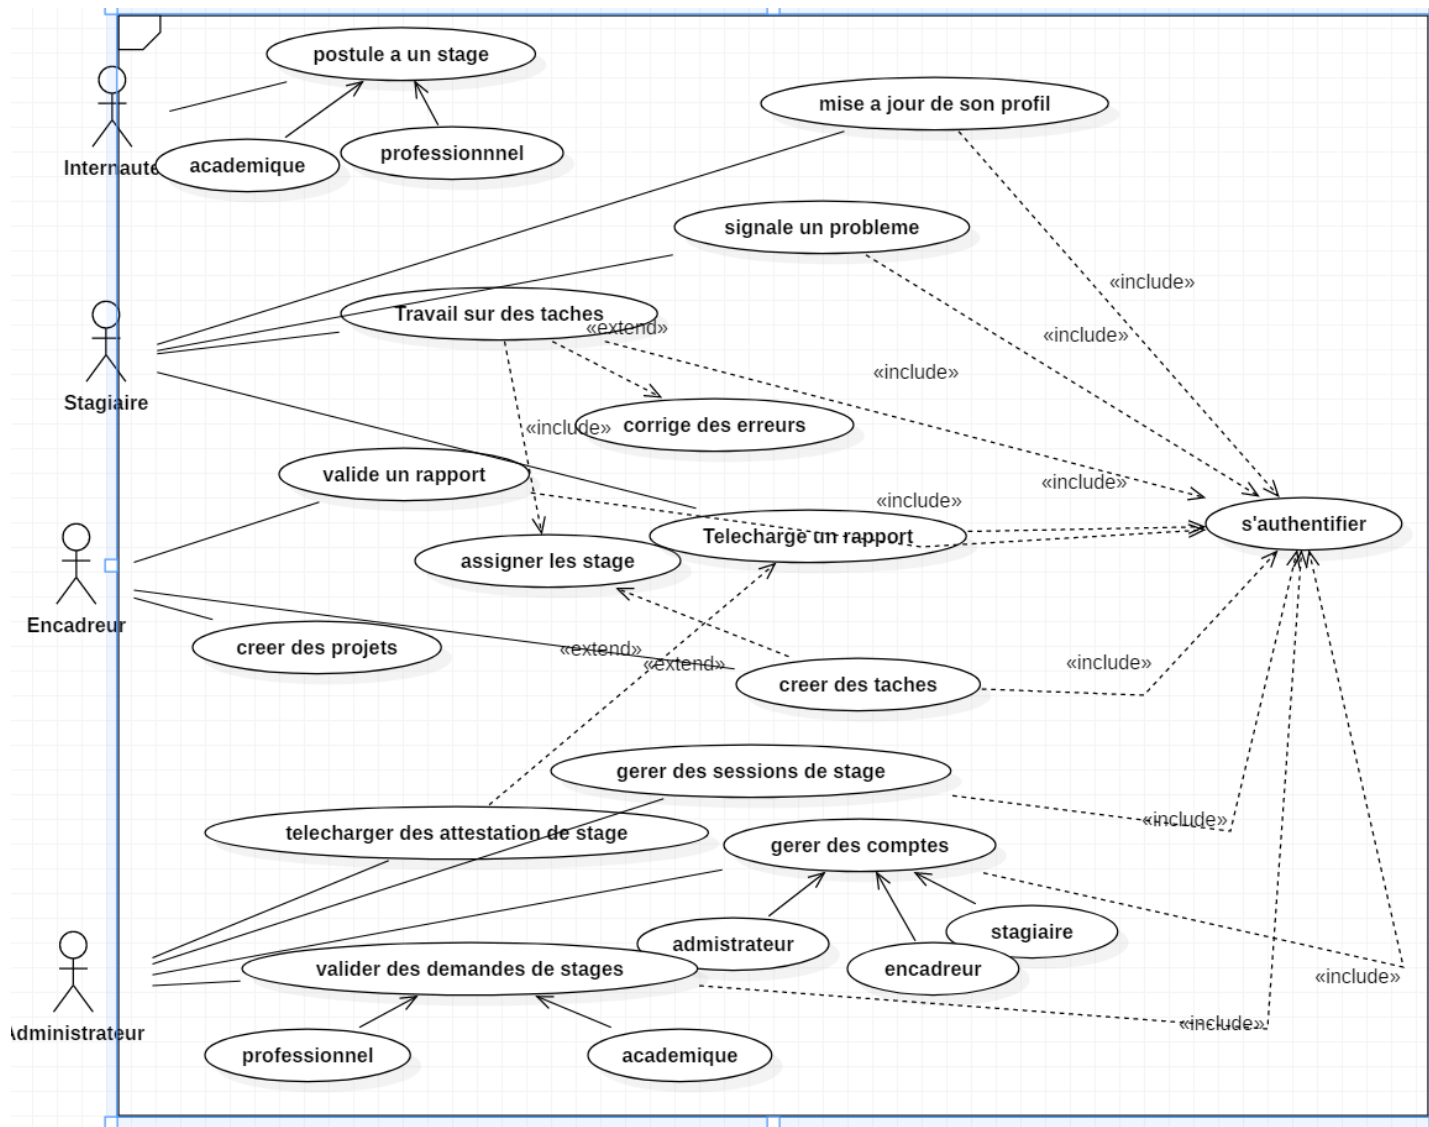 postule a un stage
mise a jour de son profil
Internaute
academique
professionnnel
signale un probleme
«include»
Travail sur des taches
«extend»
«include»
«include»
Stagiaire
«include»
corrige des erreurs
valide un rapport
«include»
«include»
s'authentifier
Telecharge un rapport
assigner les stage
Encadreur
creer des projets
«extend»
«extend»
«include»
creer des taches
gerer des sessions de stage
«include»
telecharger des attestation de stage
gerer des comptes
stagiaire
admistrateur
valider des demandes de stages
encadreur
«include»
«include»
Administrateur
professionnel
academique